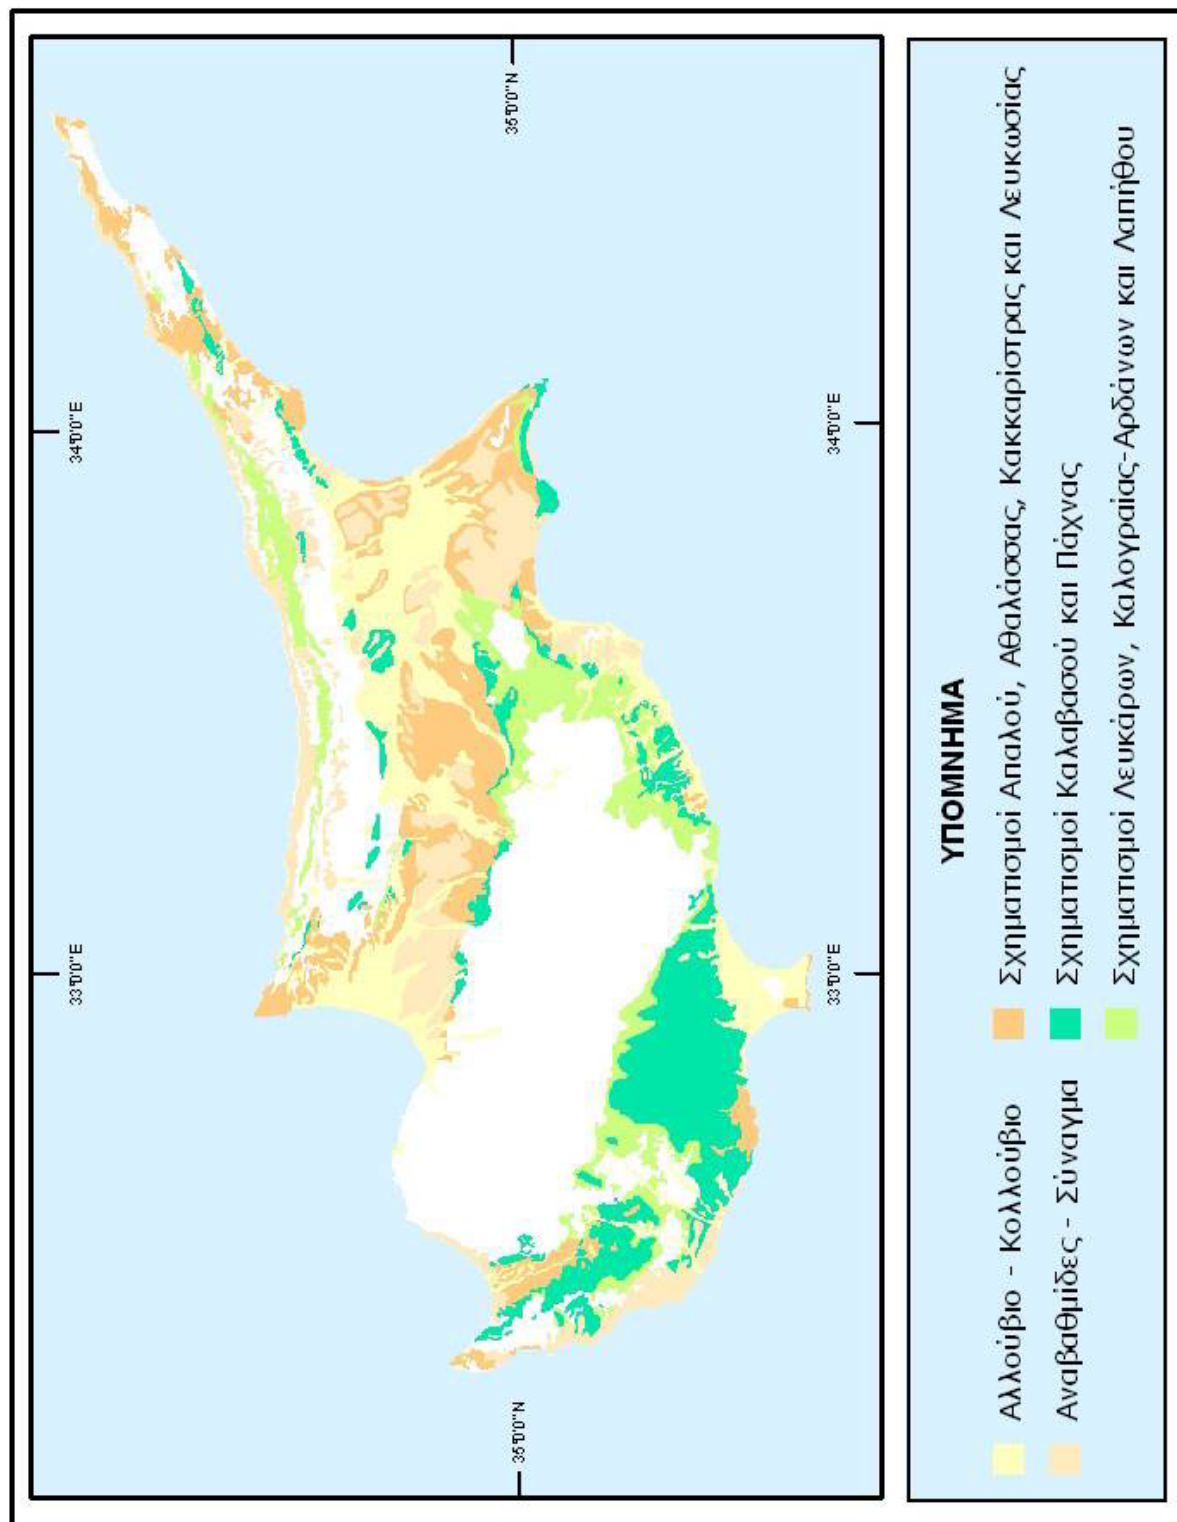 33°0'0"E
34°0'0"E
35°0'0"N
35°0'0"N
33°0'0"E
34°0'0"E
ΥΠΟΜΝΗΜΑ
Αλλούβιο - Κολλούβιο
Σχηματισμοί Απαλού, Αθαλάσσας, Κακκαρίστρας και Λευκωσίας
Αναβαθμίδες - Σύναγμα
Σχηματισμοί Καλαβασού και Πάχνας
Σχηματισμοί Λευκάρων, Καλογραίας-Αρδάνων και Λαπήθου